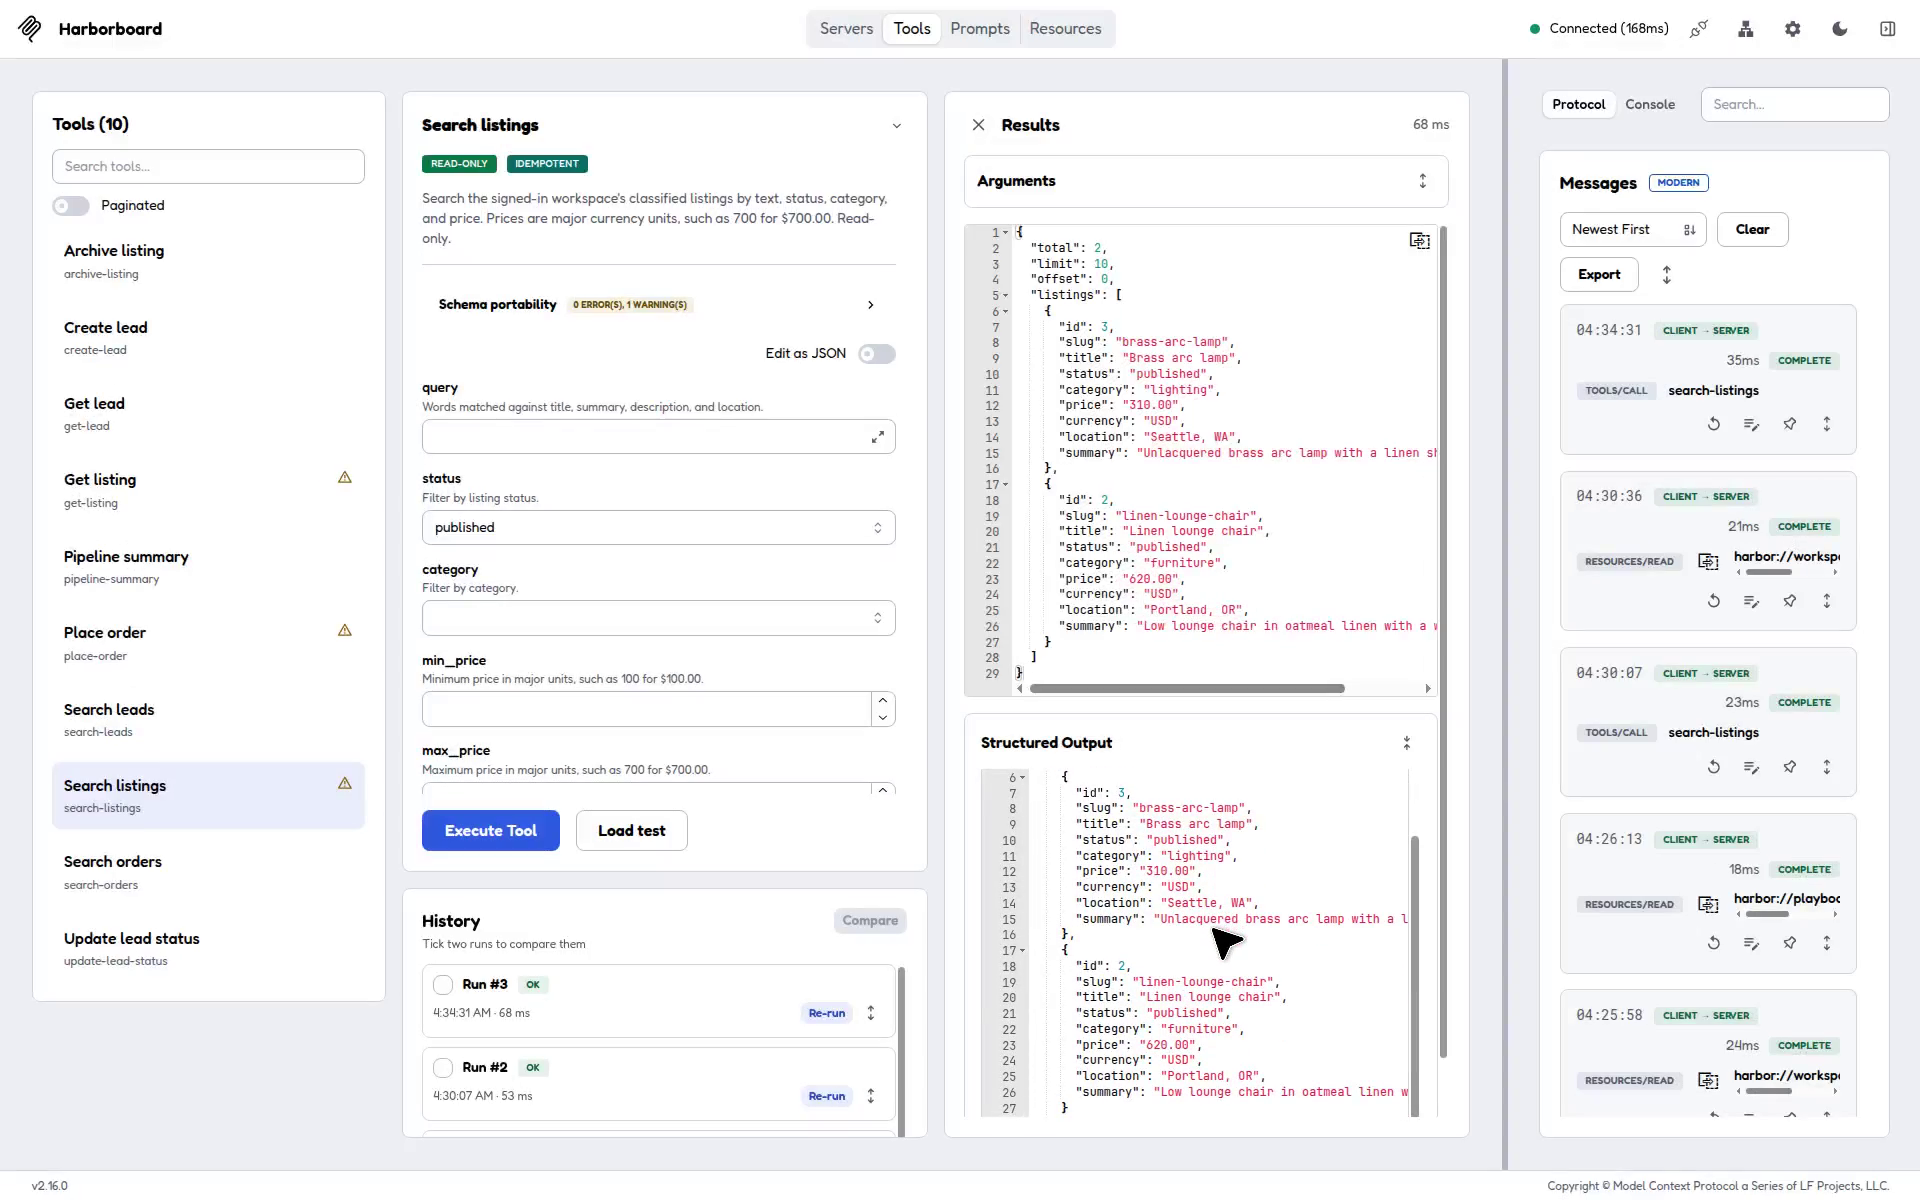 Harborboard
Servers
Tools
Prompts
Resources
Connected (168ms)
Tools (10)
Search tools...
Paginated
Archive listing
archive-listing
Create lead
create-lead
Get lead
get-lead
Get listing
get-listing
Pipeline summary
pipeline-summary
Place order
place-order
Search leads
search-leads
Search listings
search-listings
Search orders
search-orders
Update lead status
update-lead-status
Search listings
READ-ONLY IDEMPOTENT
Search the signed-in workspace's classified listings by text, status, category,
and price. Prices are major currency units, such as 700 for $700.00. Read-
only.
Schema portability 0 ERROR(S), 1 WARNING(S)
Edit as JSON
query
Words matched against title, summary, description, and location.
status
Filter by listing status.
published
category
Filter by category.
min_price
Minimum price in major units, such as 100 for $100.00.
max_price
Maximum price in major units, such as 700 for $700.00.
Execute Tool
Load test
History
Compare
Tick two runs to compare them
Run #3 OK
4:34:31 AM · 68 ms
Re-run
Run #2 OK
4:30:07 AM · 53 ms
Re-run
Results
68 ms
Arguments
1 {
2 "total": 2,
3 "limit": 10,
4 "offset": 0,
5 "listings": [
6 {
7 "id": 3,
8 "slug": "brass-arc-lamp",
9 "title": "Brass arc lamp",
10 "status": "published",
11 "category": "lighting",
12 "price": "310.00",
13 "currency": "USD",
14 "location": "Seattle, WA",
15 "summary": "Unlacquered brass arc lamp with a linen sh
16 },
17 {
18 "id": 2,
19 "slug": "linen-lounge-chair",
20 "title": "Linen lounge chair",
21 "status": "published",
22 "category": "furniture",
23 "price": "620.00",
24 "currency": "USD",
25 "location": "Portland, OR",
26 "summary": "Low lounge chair in oatmeal linen with a w
27 }
28 ]
29 }
Structured Output
6 {
7 "id": 3,
8 "slug": "brass-arc-lamp",
9 "title": "Brass arc lamp",
10 "status": "published",
11 "category": "lighting",
12 "price": "310.00",
13 "currency": "USD",
14 "location": "Seattle, WA",
15 "summary": "Unlacquered brass arc lamp with a l
16 },
17 {
18 "id": 2,
19 "slug": "linen-lounge-chair",
20 "title": "Linen lounge chair",
21 "status": "published",
22 "category": "furniture",
23 "price": "620.00",
24 "currency": "USD",
25 "location": "Portland, OR",
26 "summary": "Low lounge chair in oatmeal linen w
27 }
Protocol
Console
Search...
Messages MODERN
Newest First
Clear
Export
04:34:31 CLIENT → SERVER
35ms COMPLETE
TOOLS/CALL search-listings
04:30:36 CLIENT → SERVER
21ms COMPLETE
RESOURCES/READ harbor://workspa
04:30:07 CLIENT → SERVER
23ms COMPLETE
TOOLS/CALL search-listings
04:26:13 CLIENT → SERVER
18ms COMPLETE
RESOURCES/READ harbor://playboo
04:25:58 CLIENT → SERVER
24ms COMPLETE
RESOURCES/READ harbor://workspa
v2.16.0
Copyright © Model Context Protocol a Series of LF Projects, LLC.